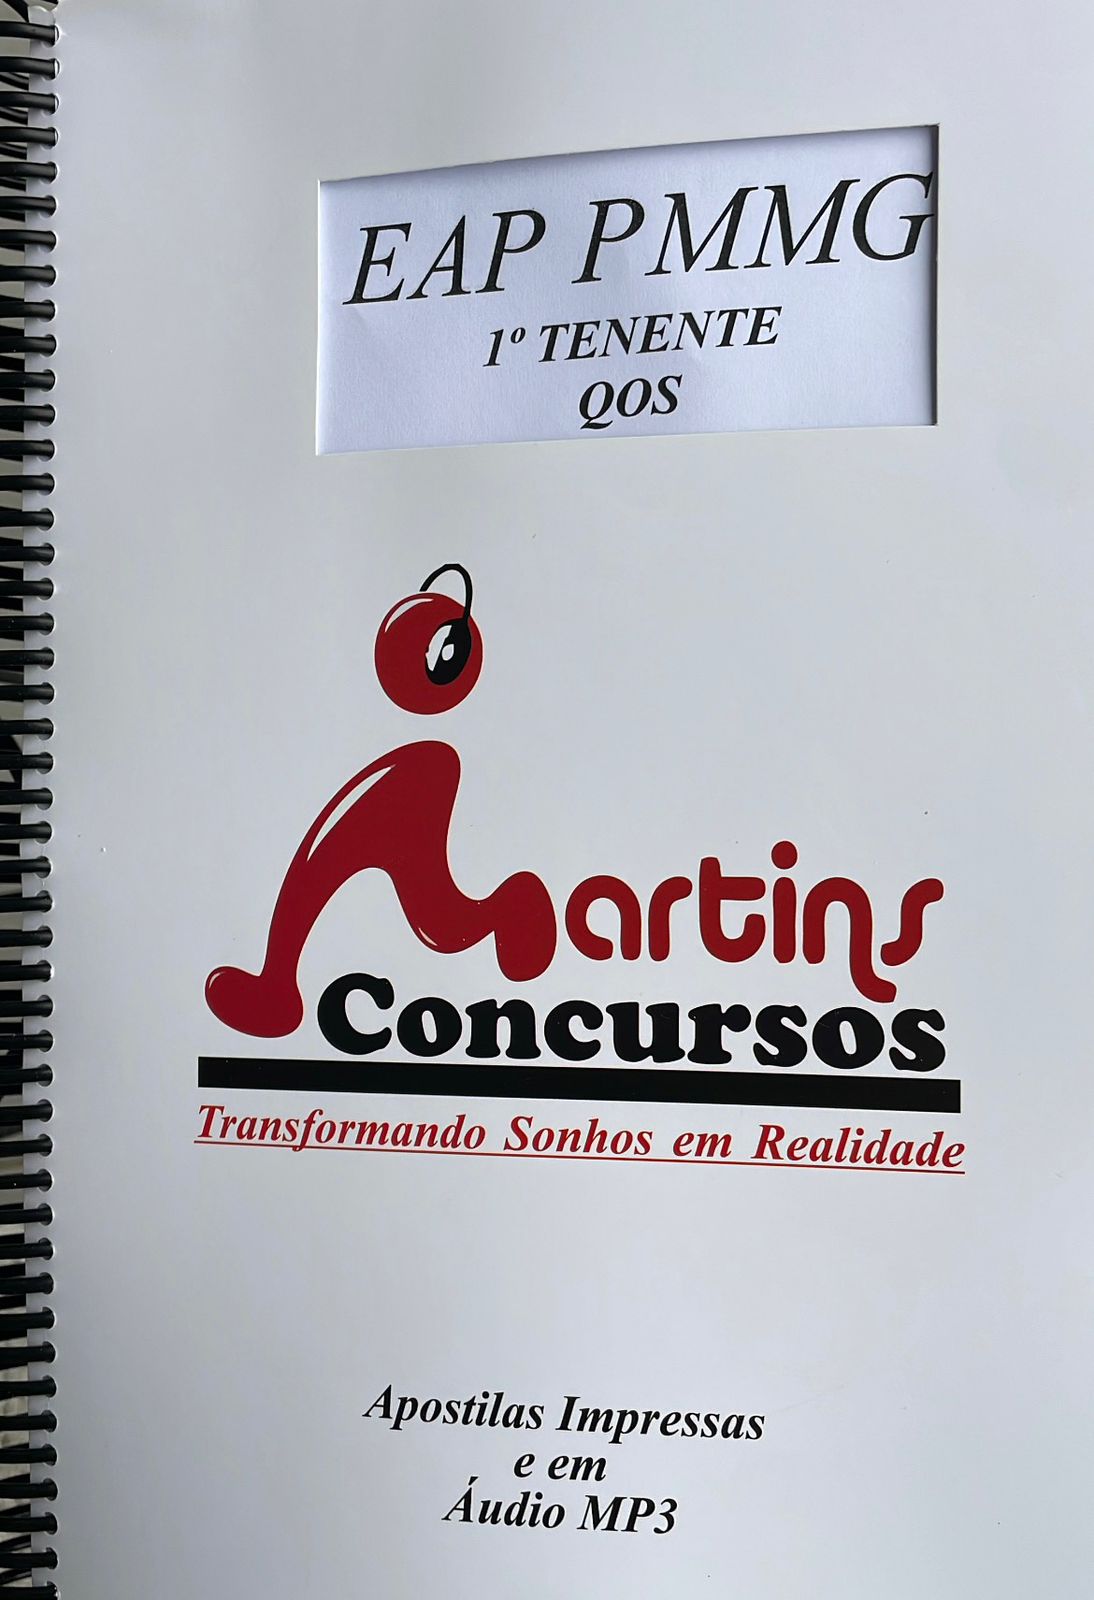 EAP PMMG
1º TENENTE
QOS
Martins
Concursos
Transformando Sonhos em Realidade
Apostilas Impressas
e em
Áudio MP3